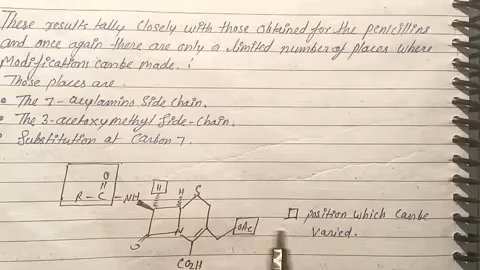 These results tally closely with those obtained for the penicillins
and once again there are only a limited number of places where
Modifications can be made. :
Those places are.
• The 7-acylamino Side chain.
• The 3-acetoxymethyl Side-Chain.
• Substitution at Carbon 7.
O
R-C-NH
H
H
S
OAc
N
O
CO2H
□ position which can be
varied.